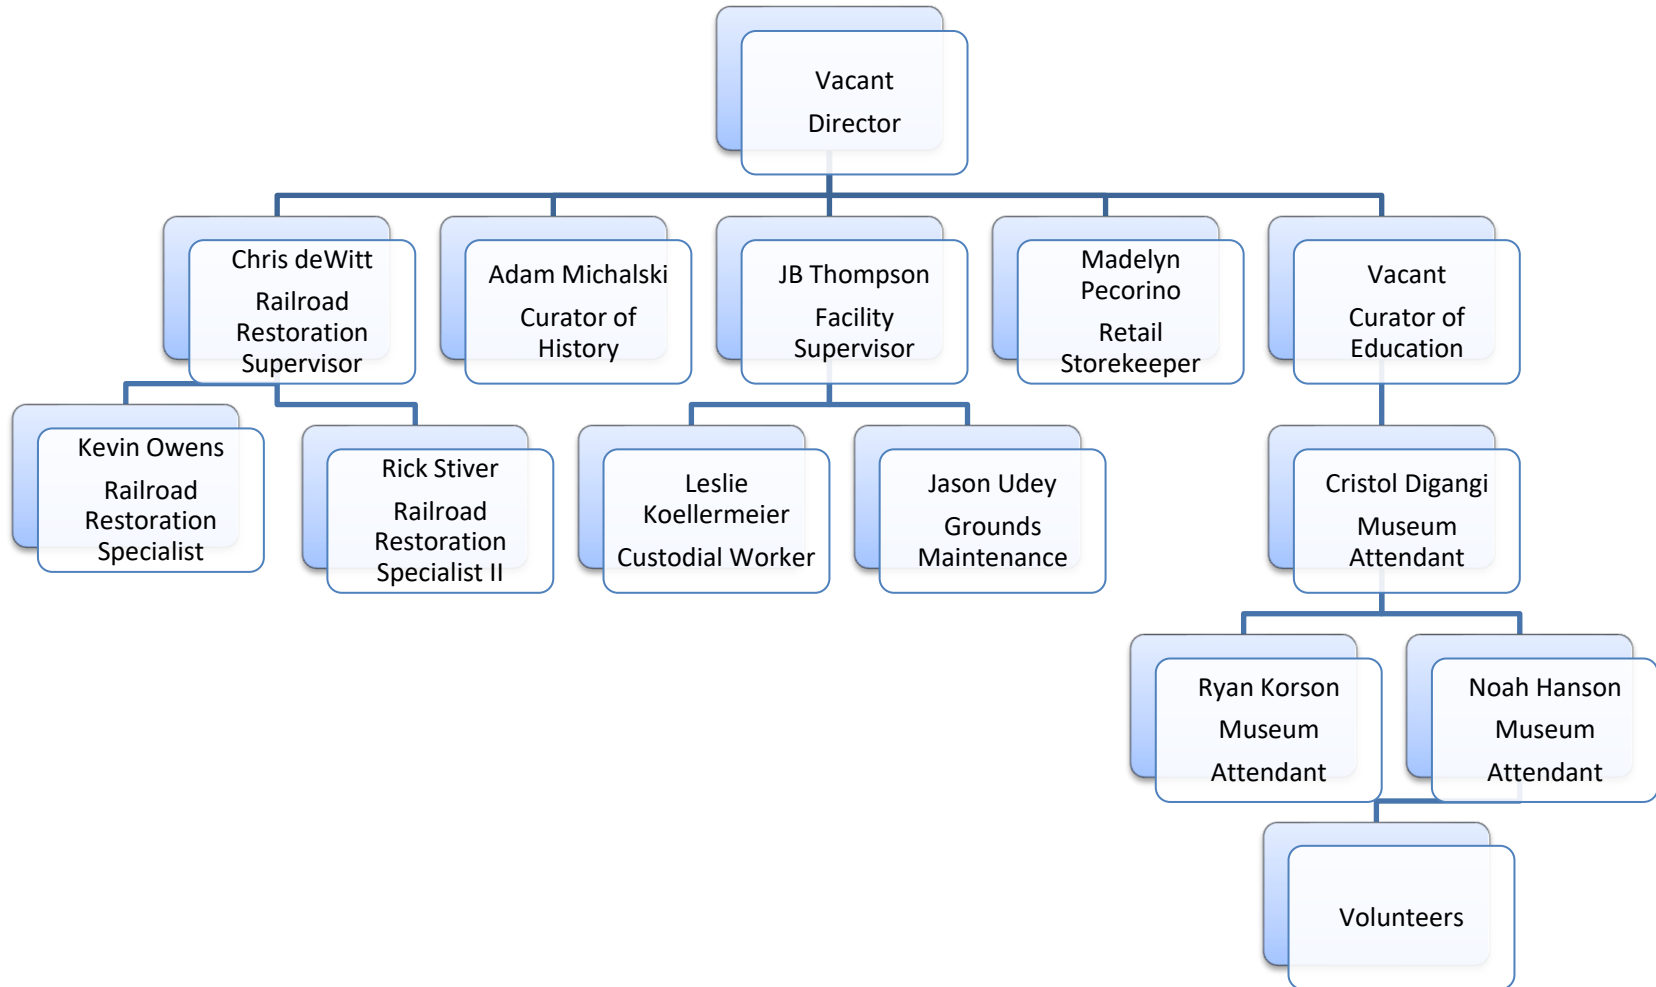 Vacant
Director
Chris deWitt
Railroad
Restoration
Supervisor
Adam Michalski
Curator of
History
JB Thompson
Facility
Supervisor
Madelyn
Pecorino
Retail
Storekeeper
Vacant
Curator of
Education
Kevin Owens
Railroad
Restoration
Specialist
Rick Stiver
Railroad
Restoration
Specialist II
Leslie
Koellermeier
Custodial Worker
Jason Udey
Grounds
Maintenance
Cristol Digangi
Museum
Attendant
Ryan Korson
Museum
Attendant
Noah Hanson
Museum
Attendant
Volunteers